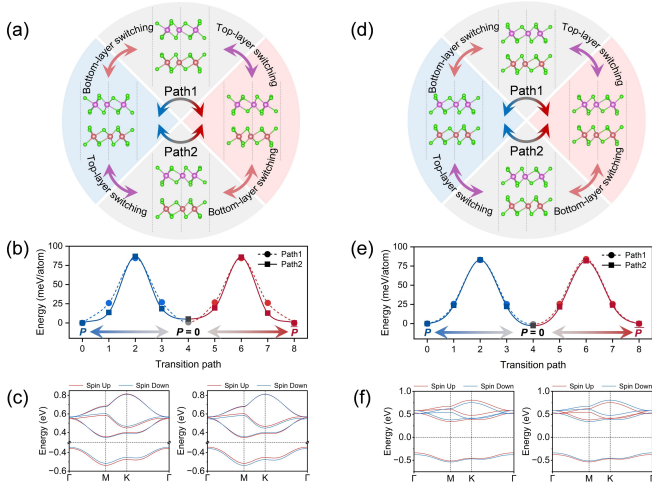 (a)
Bottom-layer switching
Top-layer switching
Path1
Path2
Top-layer switching
Bottom-layer switching
(d)
Bottom-layer switching
Top-layer switching
Path1
Path2
Top-layer switching
Bottom-layer switching
(b)
Energy (meV/atom)
100
75
50
25
0
Path1
Path2
P
P = 0
P
0 1 2 3 4 5 6 7 8
Transition path
(e)
Energy (meV/atom)
100
75
50
25
0
Path1
Path2
P
P = 0
P
0 1 2 3 4 5 6 7 8
Transition path
(c)
Spin Up Spin Down
Spin Up Spin Down
Energy (eV)
0.8
0.6
0.4
−0.4
−0.6
Γ M K Γ
Γ M K Γ
(f)
Spin Up Spin Down
Spin Up Spin Down
Energy (eV)
1.0
0.5
0.0
−0.5
Γ M K Γ
Γ M K Γ